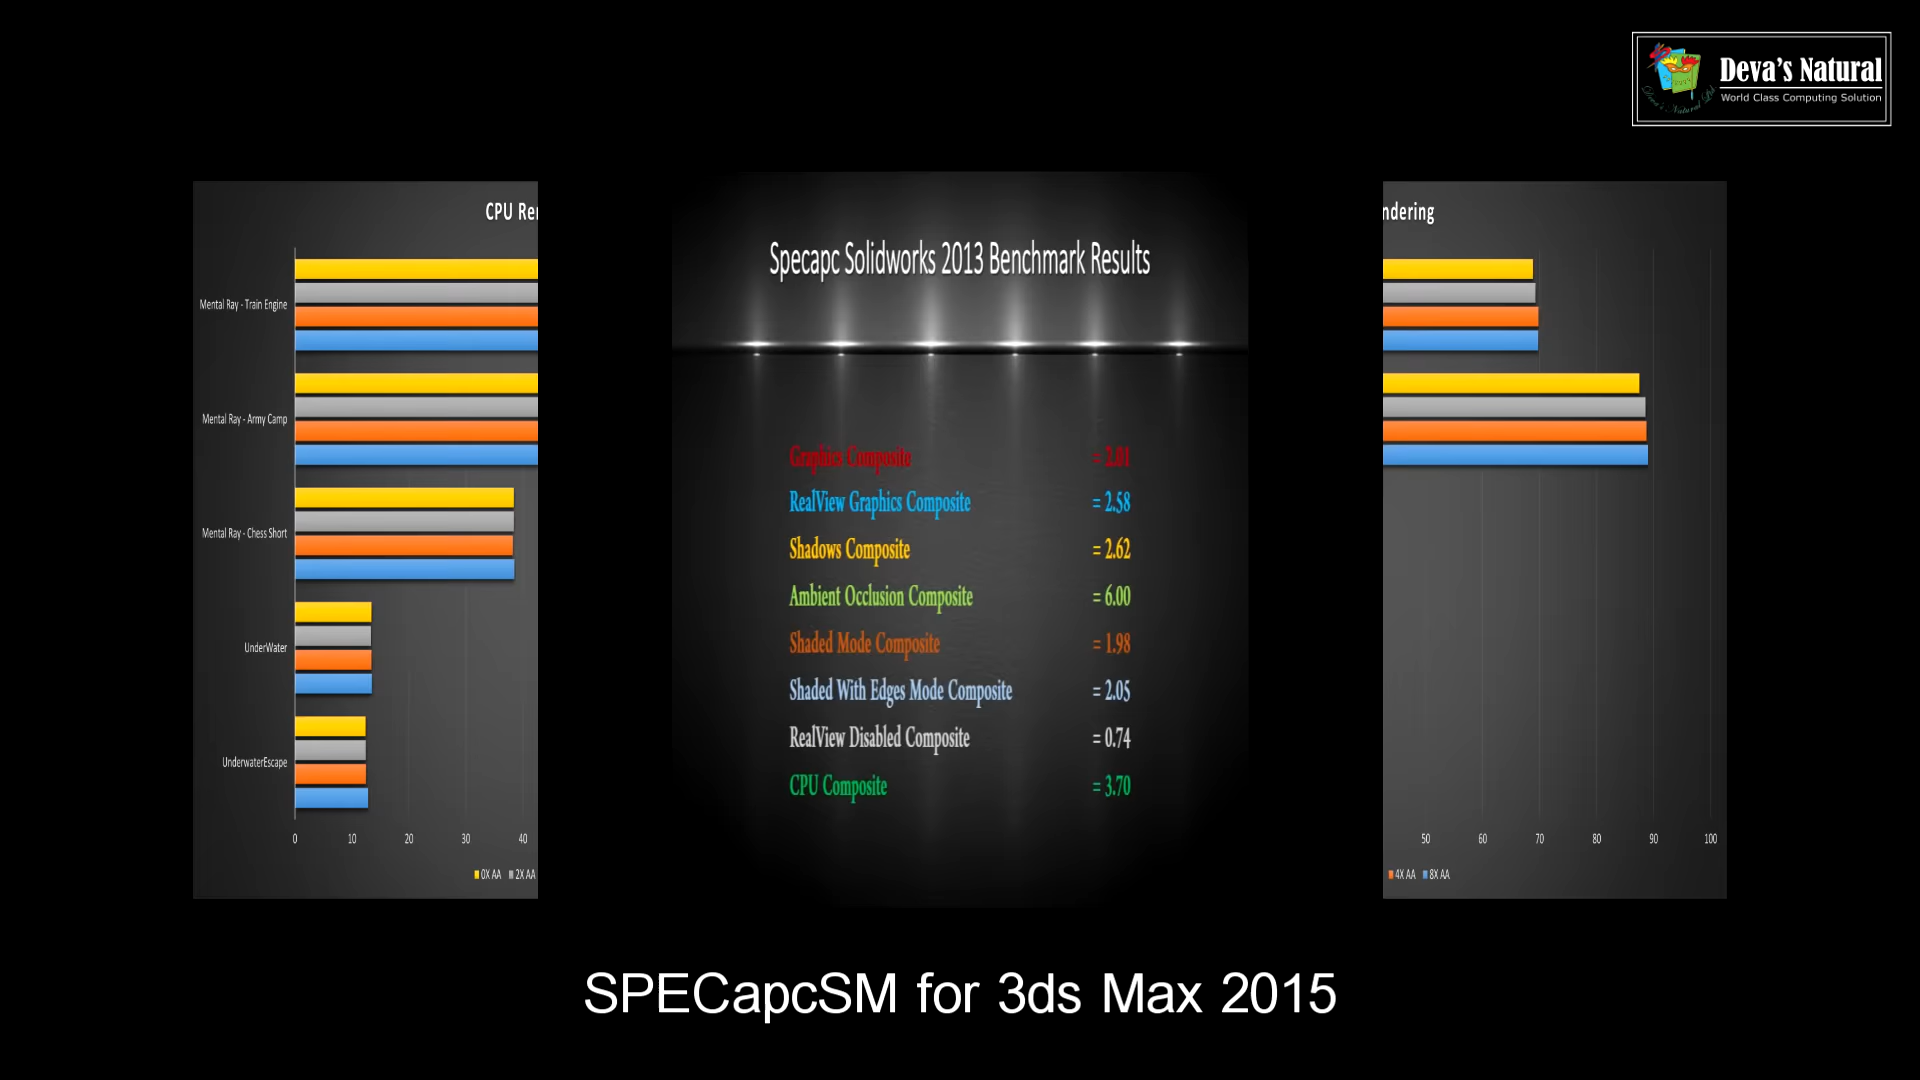 Deva's Natural
World Class Computing Solution
CPU Ren
ndering
Specapc Solidworks 2013 Benchmark Results
Mental Ray - Train Engine
Mental Ray - Army Camp
Mental Ray - Chess Short
UnderWater
UnderwaterEscape
0 10 20 30 40
0X AA 2X AA
Graphics Composite = 2.01
RealView Graphics Composite = 2.58
Shadows Composite = 2.62
Ambient Occlusion Composite = 6.00
Shaded Mode Composite = 1.98
Shaded With Edges Mode Composite = 2.05
RealView Disabled Composite = 0.74
CPU Composite = 3.70
50 60 70 80 90 100
4X AA 8X AA
SPECapcSM for 3ds Max 2015